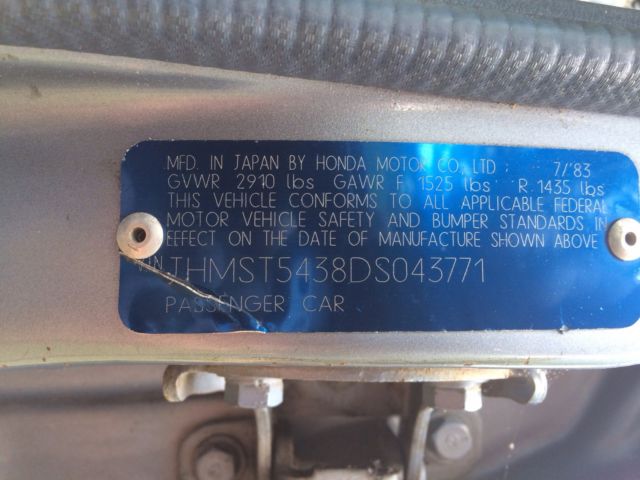 MFD. IN JAPAN BY HONDA MOTOR CO., LTD 7/'83
GVWR 2910 lbs GAWR F 1525 lbs R 1435 lbs
THIS VEHICLE CONFORMS TO ALL APPLICABLE FEDERAL
MOTOR VEHICLE SAFETY AND BUMPER STANDARDS IN
EFFECT ON THE DATE OF MANUFACTURE SHOWN ABOVE
JHMST5438DS043771
PASSENGER CAR